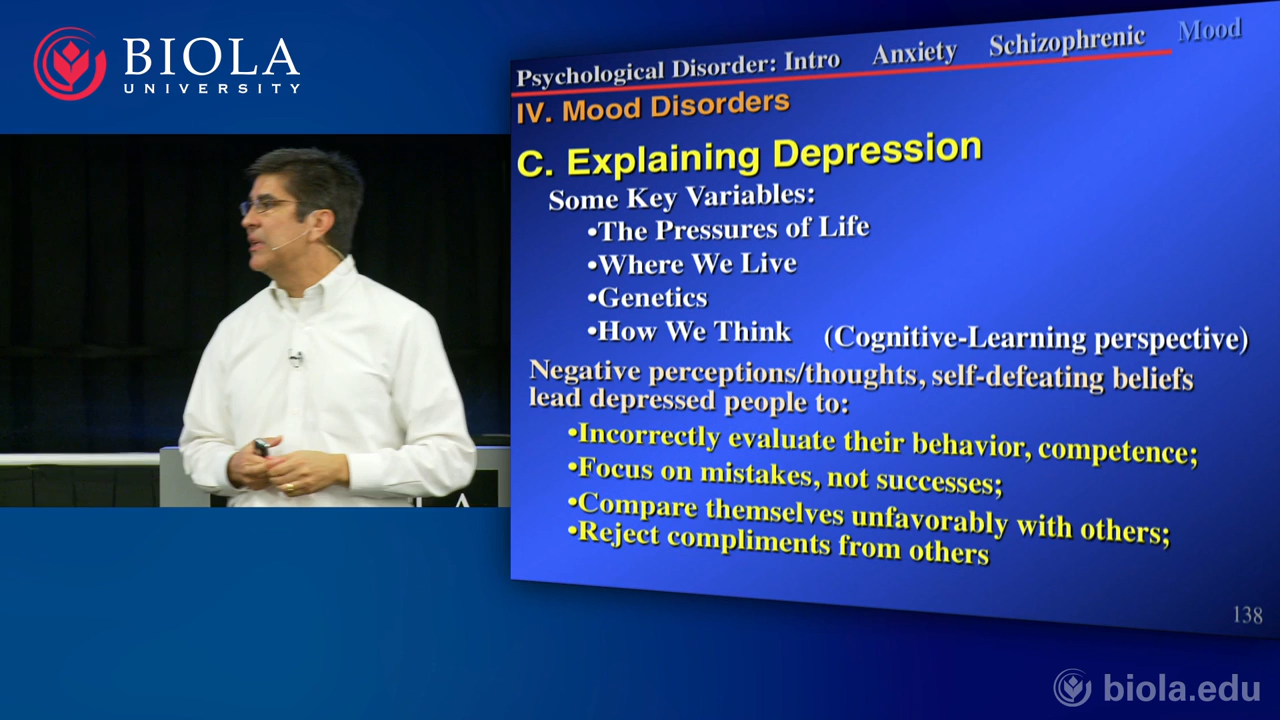 BIOLA
UNIVERSITY
Psychological Disorder: Intro Anxiety Schizophrenic Mood
IV. Mood Disorders
C. Explaining Depression
Some Key Variables:
•The Pressures of Life
•Where We Live
•Genetics
•How We Think (Cognitive-Learning perspective)
Negative perceptions/thoughts, self-defeating beliefs
lead depressed people to:
•Incorrectly evaluate their behavior, competence;
•Focus on mistakes, not successes;
•Compare themselves unfavorably with others;
•Reject compliments from others
138
biola.edu